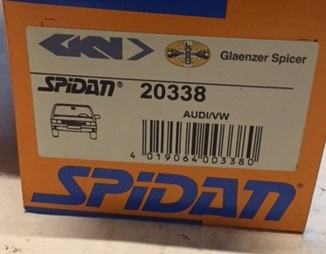 GKN Glaenzer Spicer
SPiDAN® 20338
AUDI/VW
4 019064 003380
SPiDAN